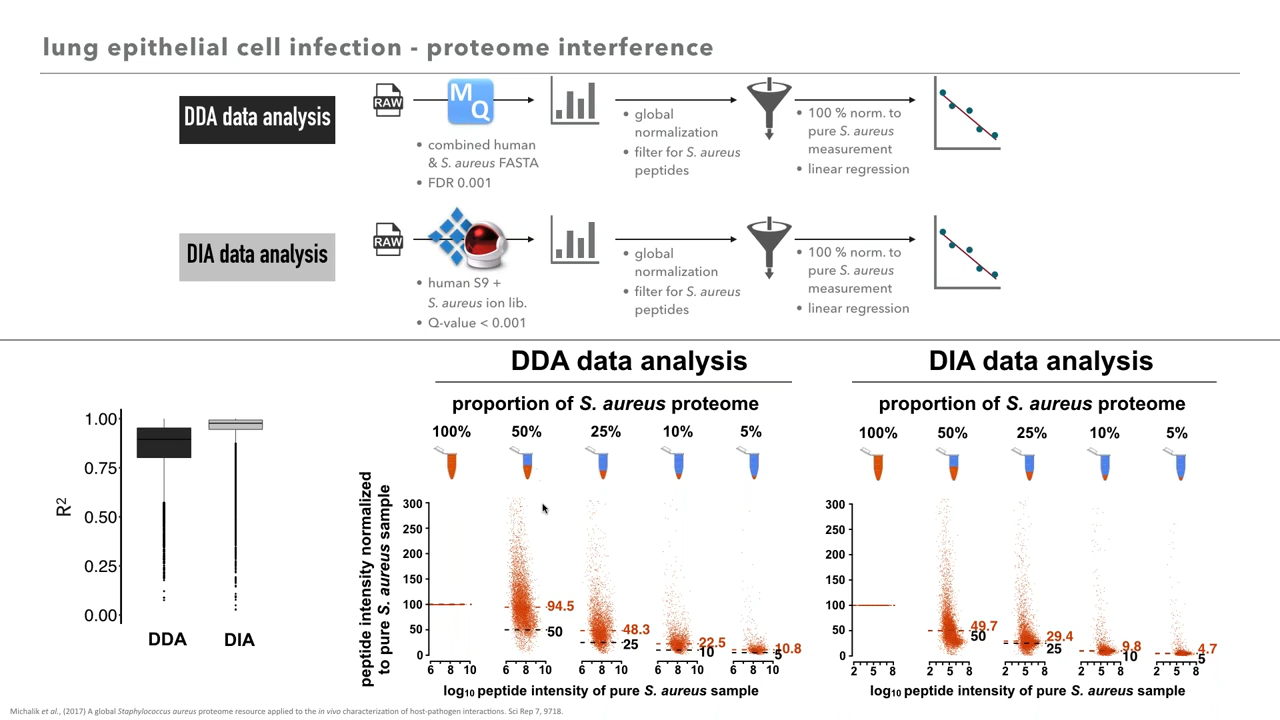 lung epithelial cell infection - proteome interference
DDA data analysis
RAW
M
Q
• combined human
& S. aureus FASTA
• FDR 0.001
• global
normalization
• filter for S. aureus
peptides
• 100 % norm. to
pure S. aureus
measurement
• linear regression
DIA data analysis
RAW
• human S9 +
S. aureus ion lib.
• Q-value < 0.001
• global
normalization
• filter for S. aureus
peptides
• 100 % norm. to
pure S. aureus
measurement
• linear regression
R2
1.00
0.75
0.50
0.25
0.00
DDA DIA
DDA data analysis
proportion of S. aureus proteome
100% 50% 25% 10% 5%
peptide intensity normalized
to pure S. aureus sample
300
250
200
150
100
50
0
94.5
50
48.3
25
22.5
10
10.8
5
6 8 10 6 8 10 6 8 10 6 8 10 6 8 10
log10 peptide intensity of pure S. aureus sample
DIA data analysis
proportion of S. aureus proteome
100% 50% 25% 10% 5%
300
250
200
150
100
50
0
49.7
50
29.4
25
9.8
10
4.7
5
2 5 8 2 5 8 2 5 8 2 5 8 2 5 8
log10 peptide intensity of pure S. aureus sample
Michalik et al., (2017) A global Staphylococcus aureus proteome resource applied to the in vivo characterization of host-pathogen interactions. Sci Rep 7, 9718.